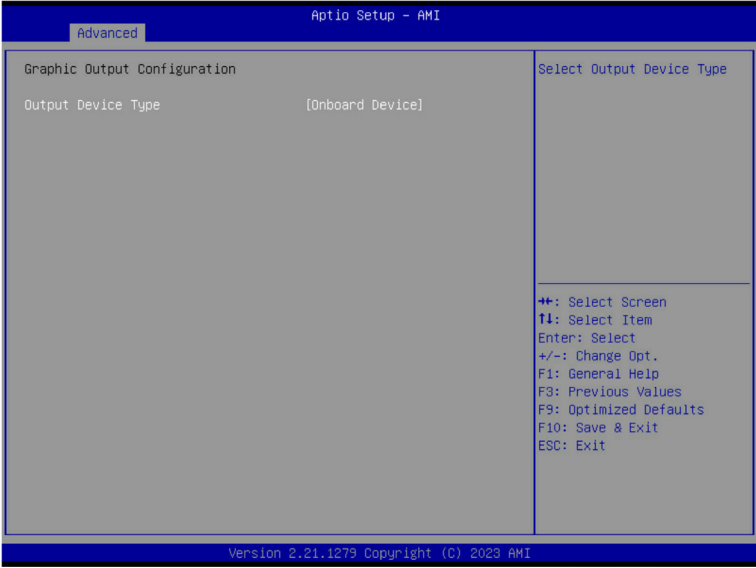 Aptio Setup – AMI
Advanced
Graphic Output Configuration
Output Device Type [Onboard Device]
Select Output Device Type
→←: Select Screen
↑↓: Select Item
Enter: Select
+/-: Change Opt.
F1: General Help
F3: Previous Values
F9: Optimized Defaults
F10: Save & Exit
ESC: Exit
Version 2.21.1279 Copyright (C) 2023 AMI